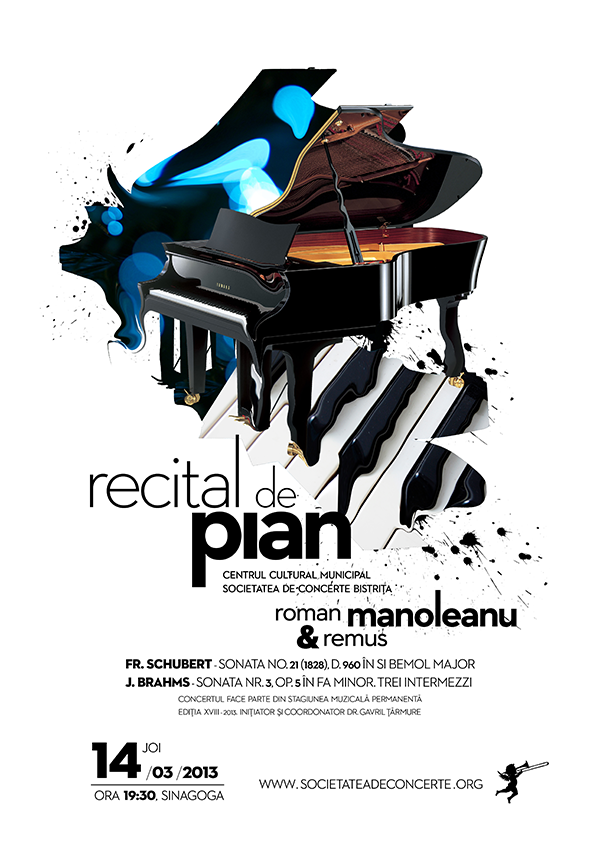 YAMAHA
recital de
pian
CENTRUL CULTURAL MUNICIPAL
SOCIETATEA DE CONCERTE BISTRIȚA
roman manoleanu
& remus
FR. SCHUBERT - SONATA NO. 21 (1828), D. 960 ÎN SI BEMOL MAJOR
J. BRAHMS - SONATA NR. 3, OP. 5 ÎN FA MINOR. TREI INTERMEZZI
CONCERTUL FACE PARTE DIN STAGIUNEA MUZICALĂ PERMANENTĂ
EDIȚIA XVIII - 2013. INIȚIATOR ȘI COORDONATOR DR. GAVRIL ȚĂRMURE
14 JOI
/03 /2013
ORA 19:30, SINAGOGA
WWW.SOCIETATEADECONCERTE.ORG